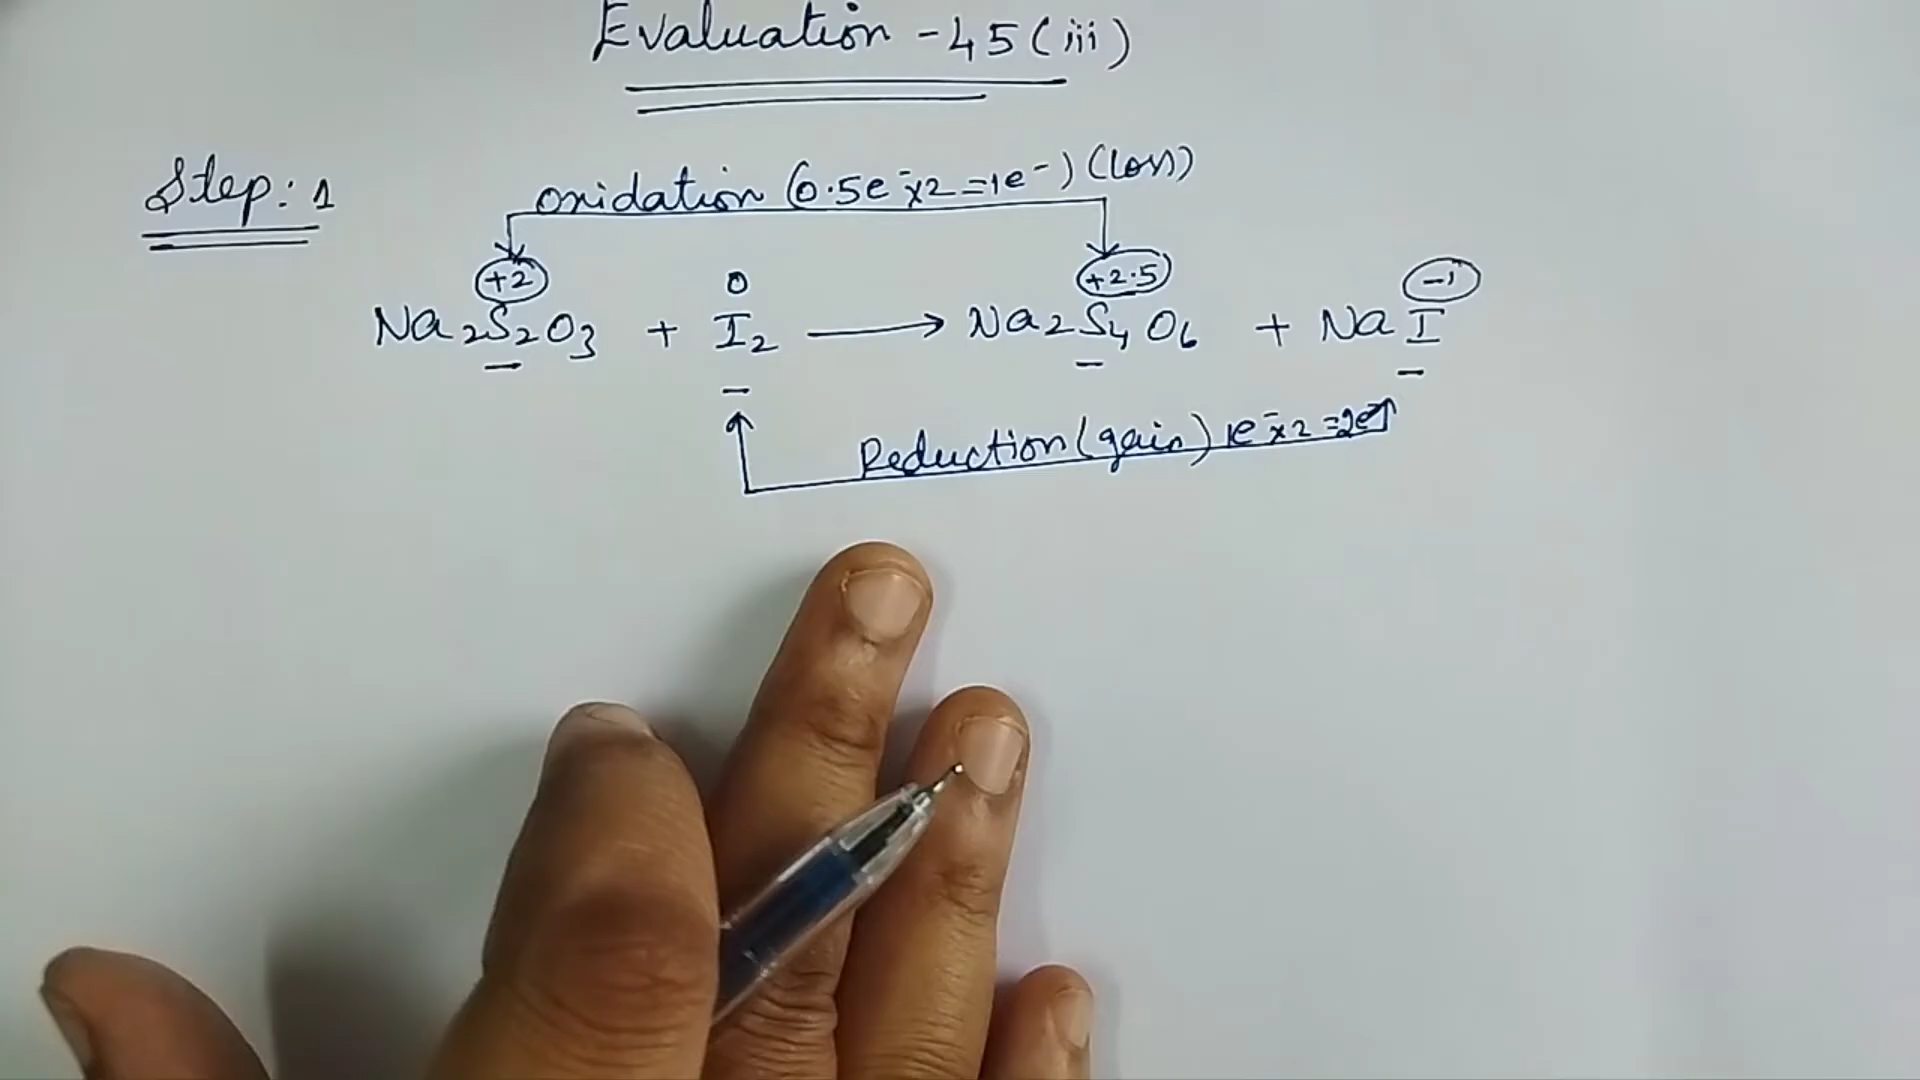 Evaluation - 45 (iii)
Step: 1
oxidation (0.5e⁻×2=1e⁻) (loss)
+2 0 +2.5 -1
Na₂S₂O₃ + I₂ ⟶ Na₂S₄O₆ + NaI
Reduction (gain) 1e⁻×2=2e⁻